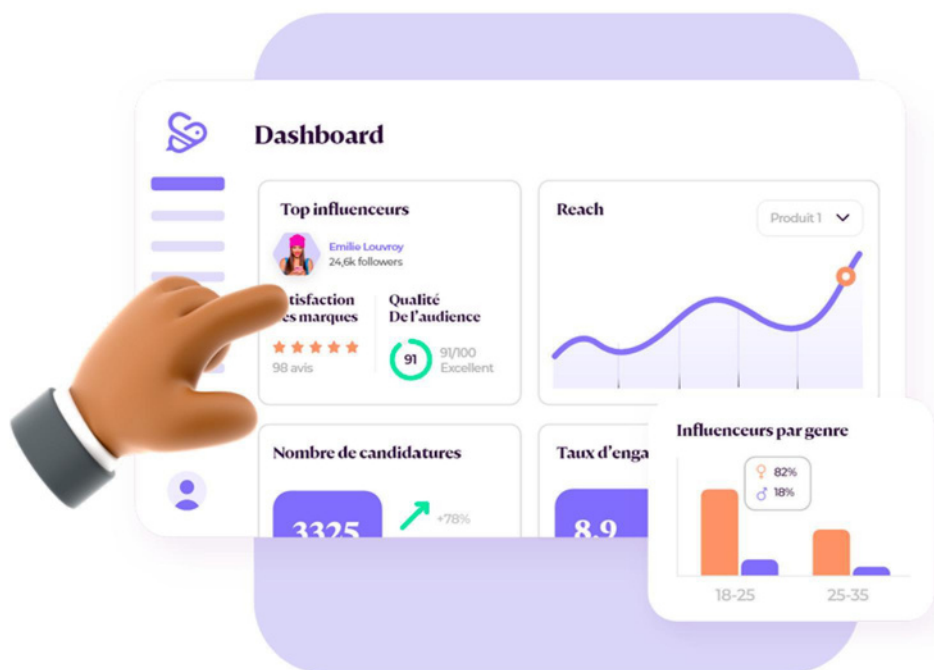 Dashboard
Top influenceurs
Emilie Louvroy
24,6k followers
tisfaction
es marques
98 avis
Qualité
De l'audience
91
91/100
Excellent
Reach
Produit 1
Nombre de candidatures
3325
+78%
Taux d'enga
8.9
Influenceurs par genre
82%
18%
18-25
25-35